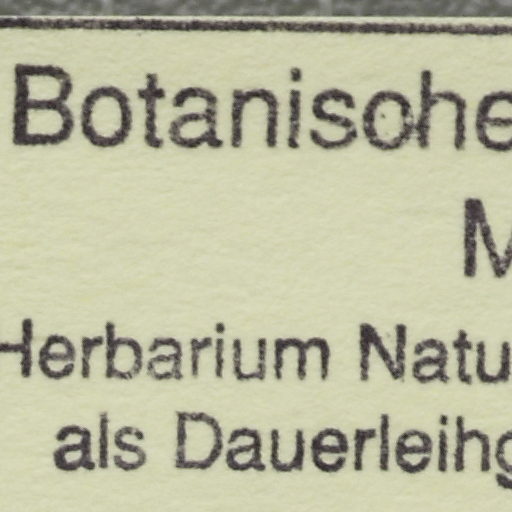 Botanische
M
Herbarium Natu
als Dauerleihg